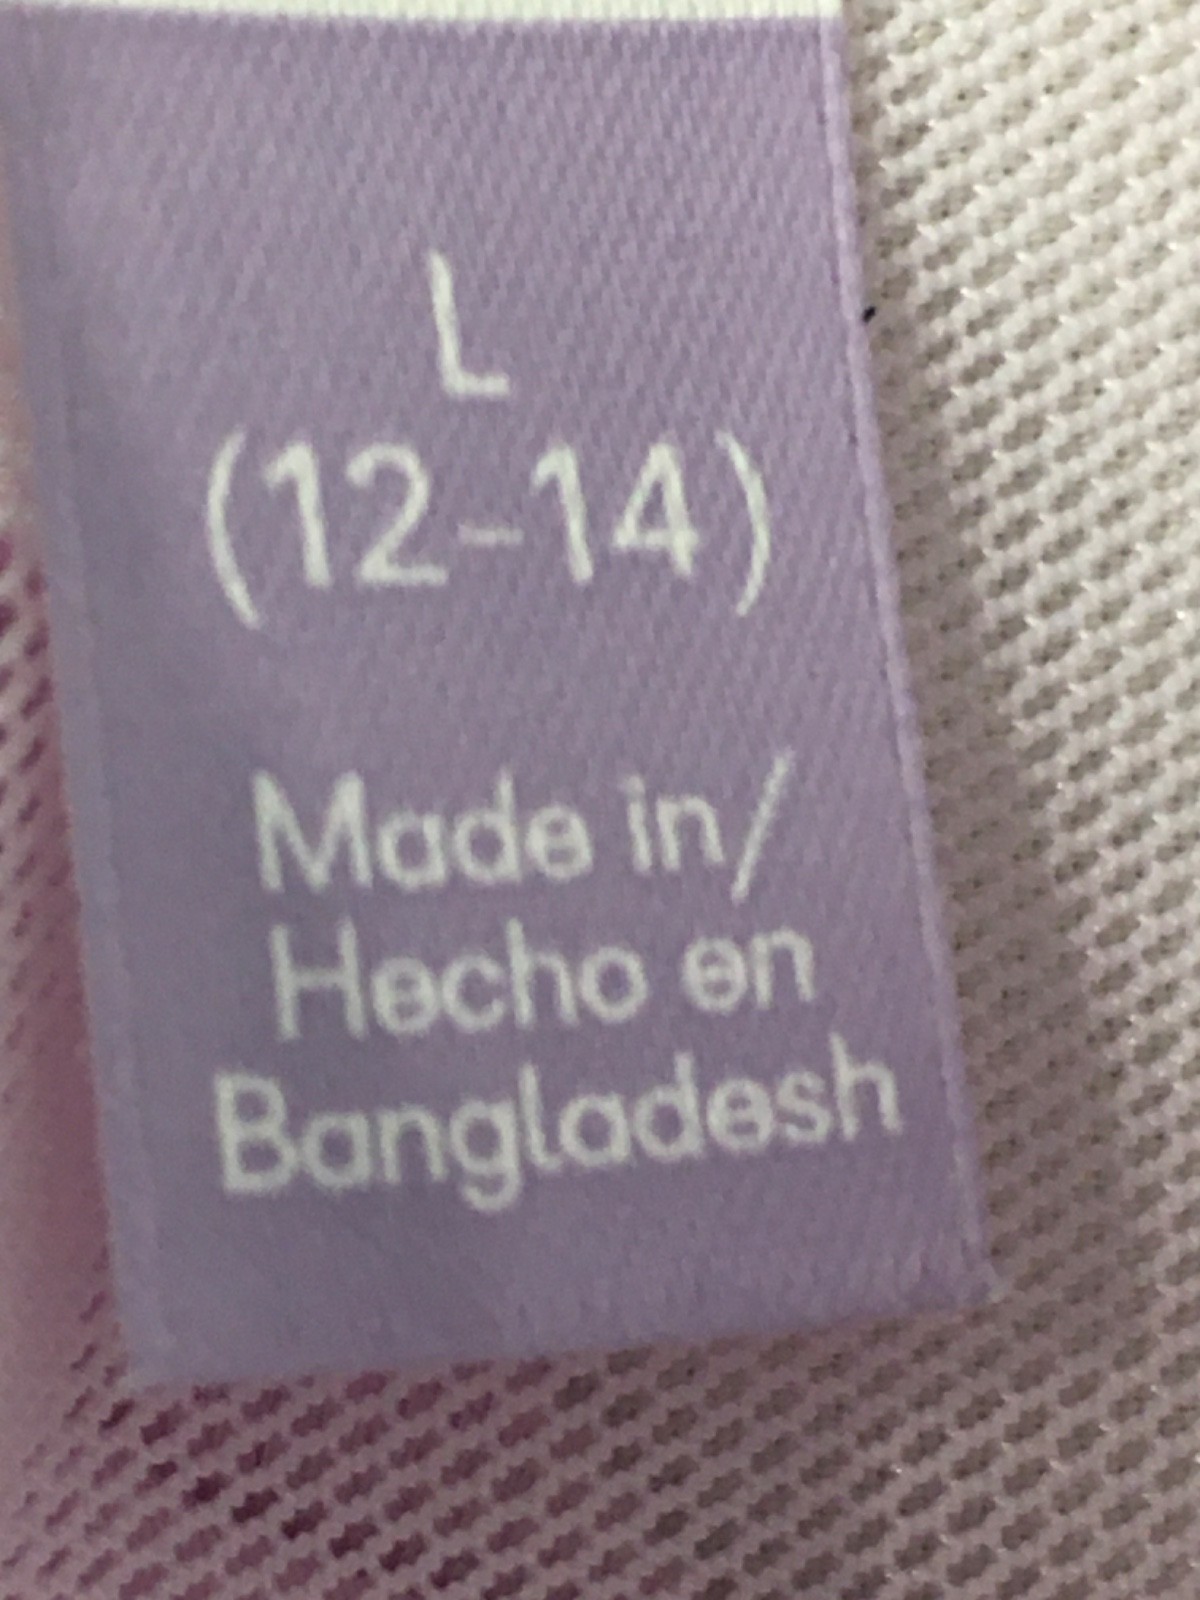 L
(12-14)
Made in/
Hecho en
Bangladesh